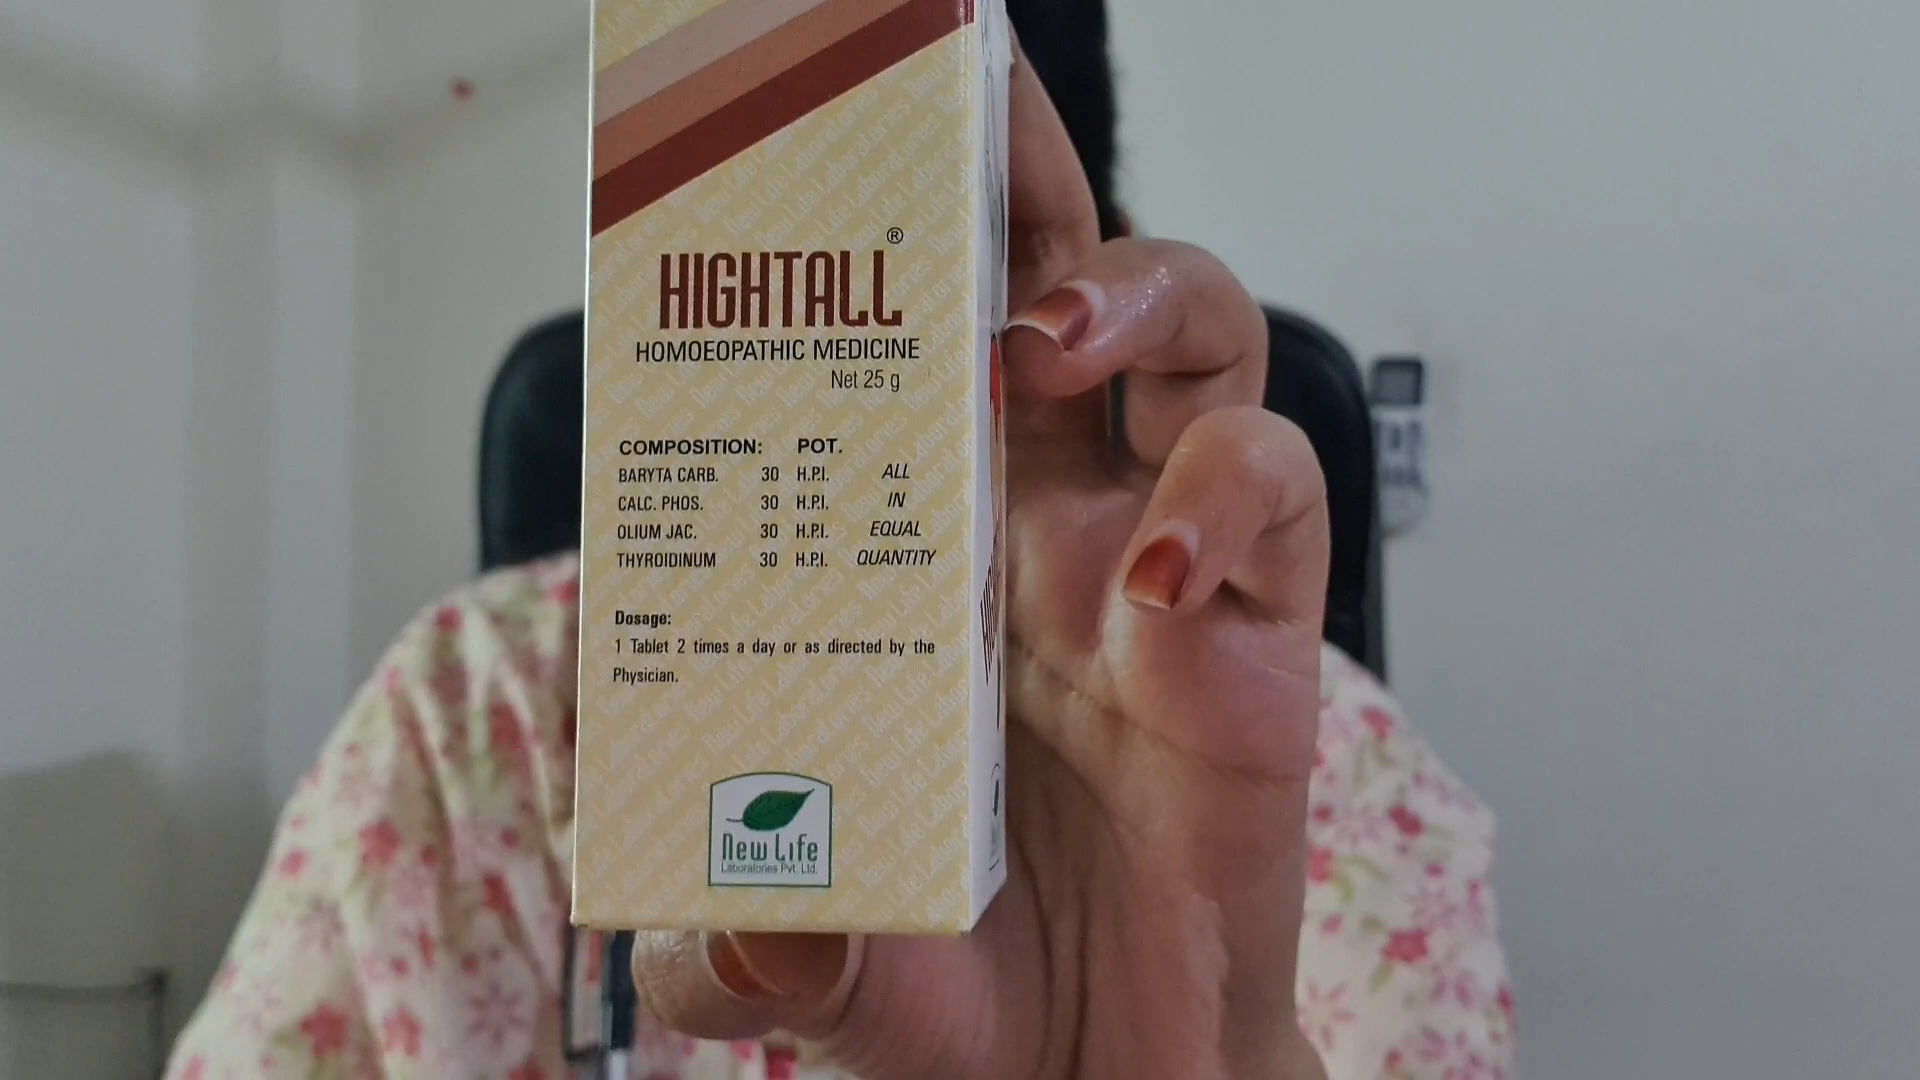 HIGHTALL®
HOMOEOPATHIC MEDICINE
Net 25 g
COMPOSITION: POT.
BARYTA CARB. 30 H.P.I. ALL
CALC. PHOS. 30 H.P.I. IN
OLIUM JAC. 30 H.P.I. EQUAL
THYROIDINUM 30 H.P.I. QUANTITY
Dosage:
1 Tablet 2 times a day or as directed by the
Physician.
New Life
Laboratories Pvt. Ltd.